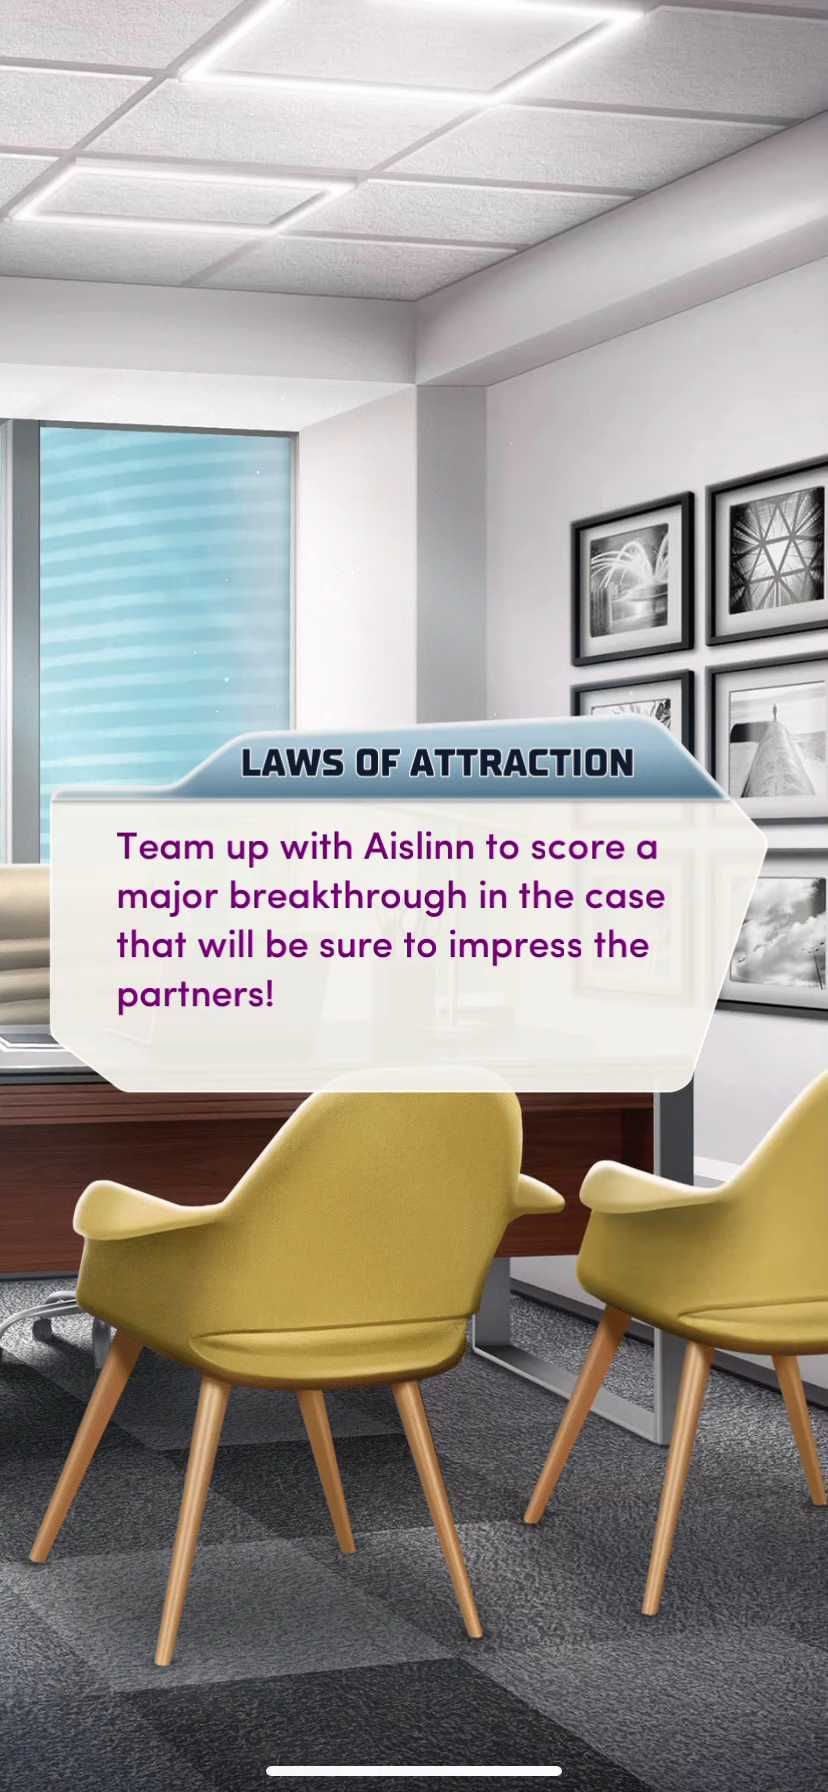 LAWS OF ATTRACTION
Team up with Aislinn to score a
major breakthrough in the case
that will be sure to impress the
partners!